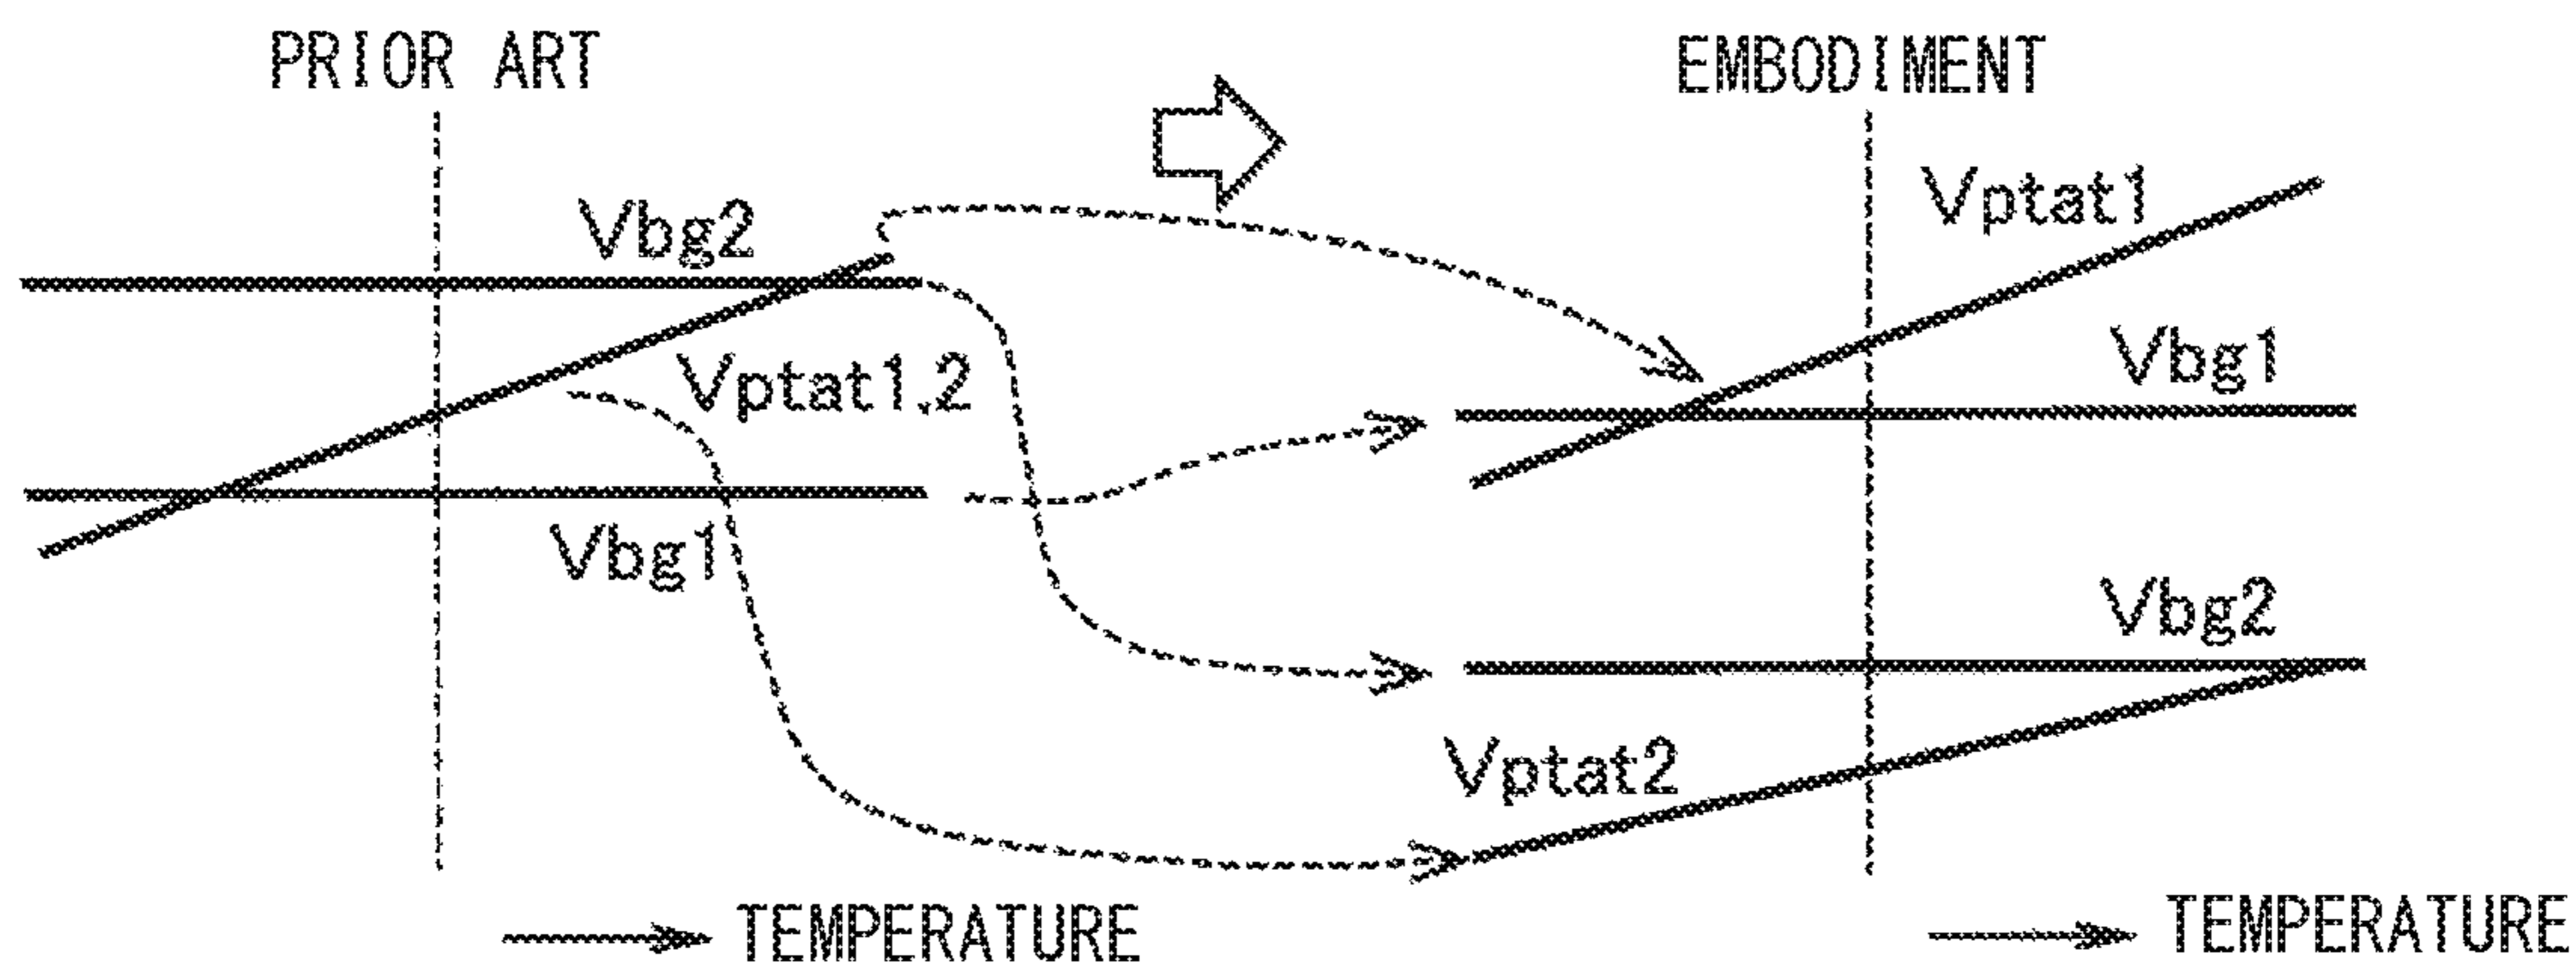 PRIOR ART
Vbg2
Vptat1.2
Vbg1
TEMPERATURE
EMBODIMENT
Vptat1
Vbg1
Vbg2
Vptat2
TEMPERATURE